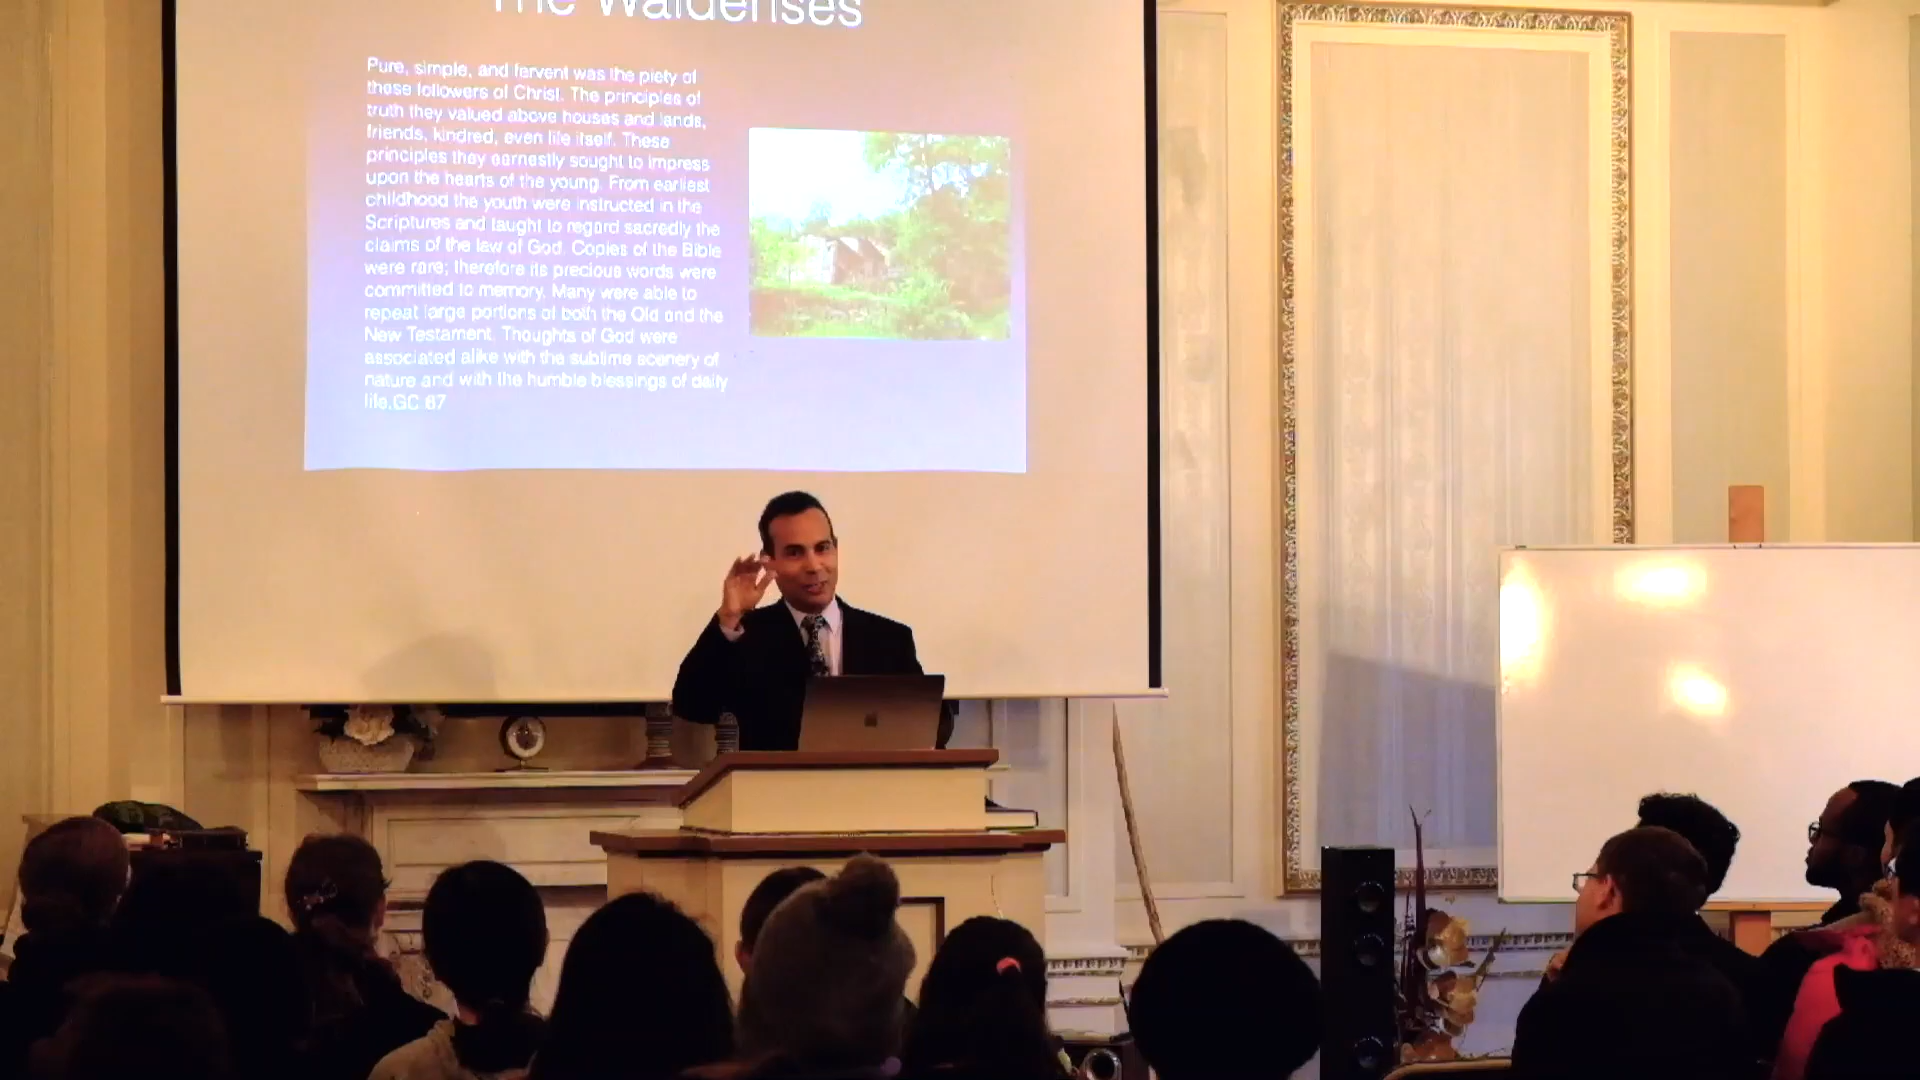 The Waldenses
Pure, simple, and fervent was the piety of
these followers of Christ. The principles of
truth they valued above houses and lands,
friends, kindred, even life itself. These
principles they earnestly sought to impress
upon the hearts of the young. From earliest
childhood the youth were instructed in the
Scriptures and taught to regard sacredly the
claims of the law of God. Copies of the Bible
were rare; therefore its precious words were
committed to memory. Many were able to
repeat large portions of both the Old and the
New Testament. Thoughts of God were
associated alike with the sublime scenery of
nature and with the humble blessings of daily
life.GC 67